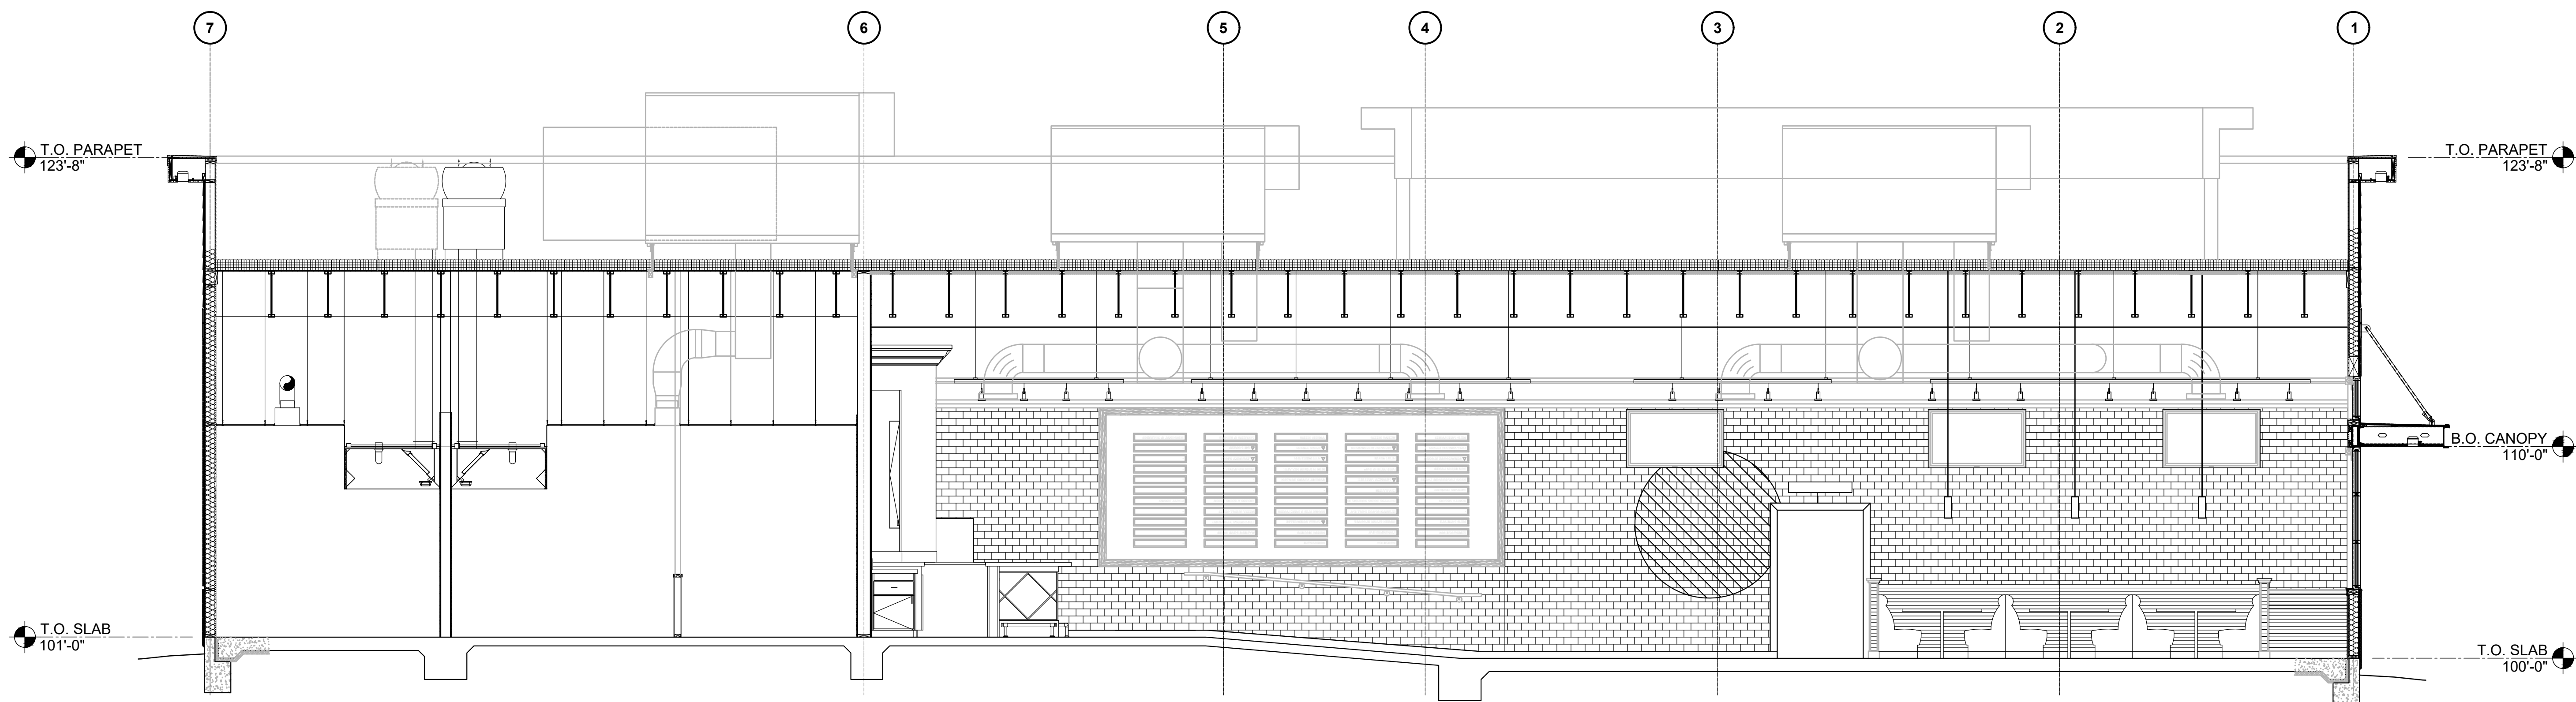 7
6
5
4
3
2
1
T.O. PARAPET
123'-8"
T.O. PARAPET
123'-8"
B.O. CANOPY
110'-0"
T.O. SLAB
101'-0"
T.O. SLAB
100'-0"